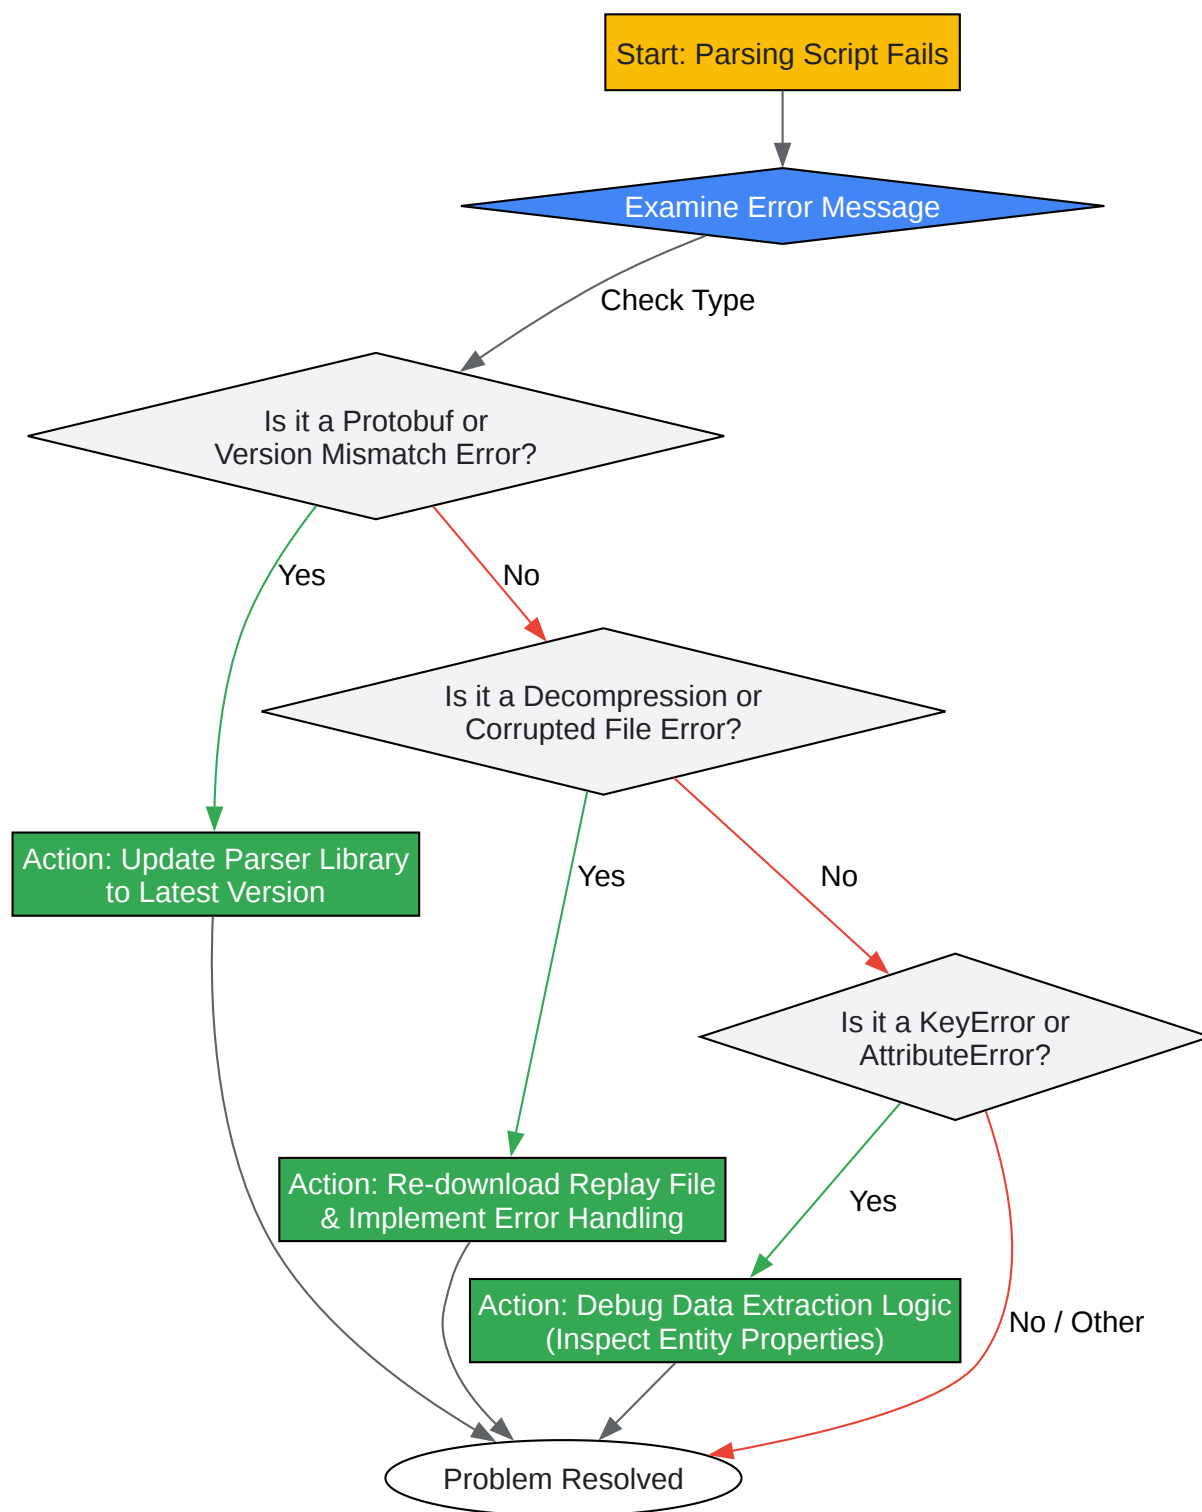 Start: Parsing Script Fails
Examine Error Message
Check Type
Is it a Protobuf or
Version Mismatch Error?
Yes
No
Is it a Decompression or
Corrupted File Error?
Action: Update Parser Library
to Latest Version
Yes
No
Is it a KeyError or
AttributeError?
Action: Re-download Replay File
& Implement Error Handling
Yes
Action: Debug Data Extraction Logic
(Inspect Entity Properties)
No / Other
Problem Resolved